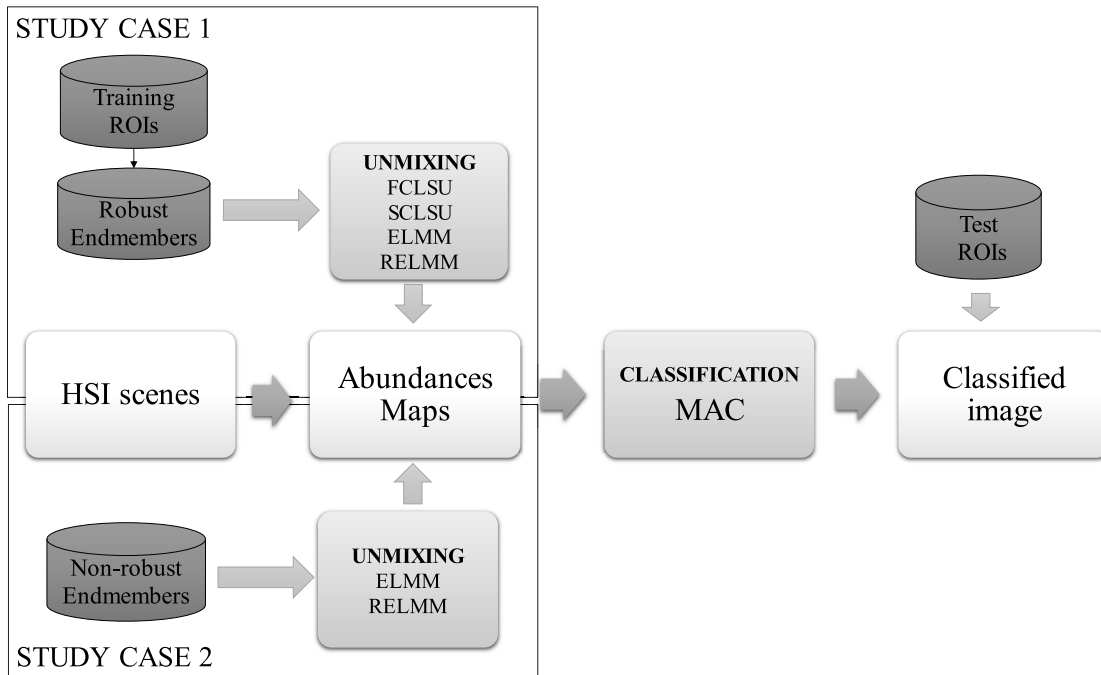 STUDY CASE 1
Training
ROIs
Robust
Endmembers
UNMIXING
FCLSU
SCLSU
ELMM
RELMM
Test
ROIs
HSI scenes
Abundances
Maps
CLASSIFICATION
MAC
Classified
image
Non-robust
Endmembers
UNMIXING
ELMM
RELMM
STUDY CASE 2